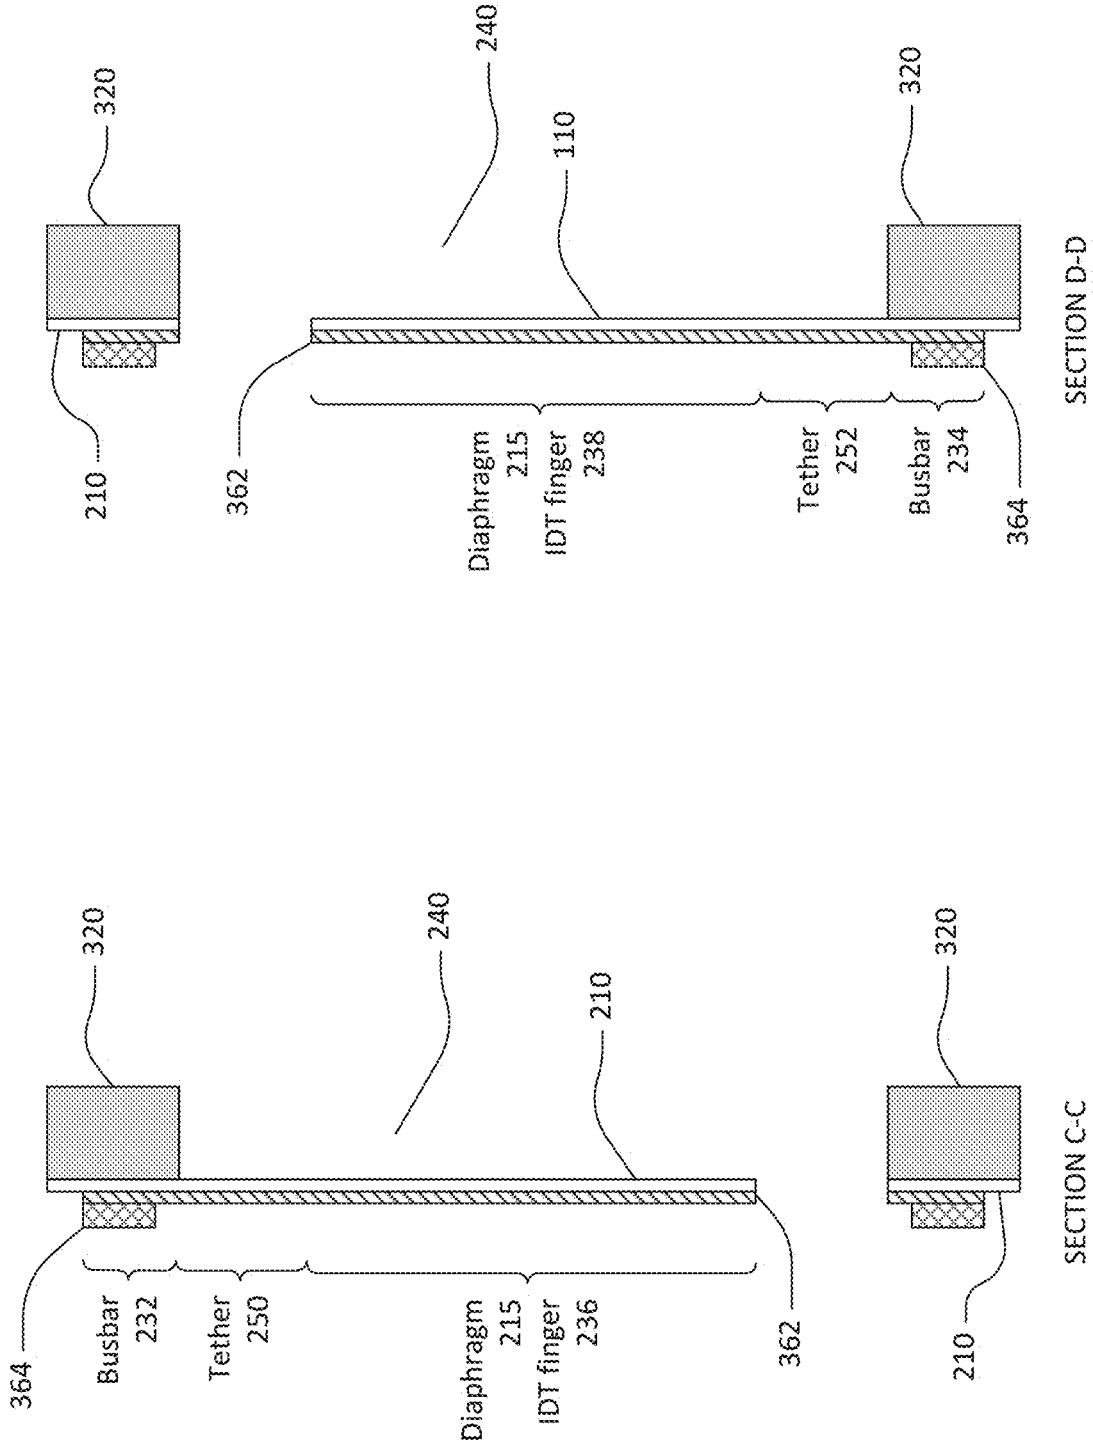 364
Busbar
232
Tether
250
Diaphragm
215
IDT finger
236
362
210
320
240
210
320
SECTION C-C
210
362
Diaphragm
215
IDT finger
238
Tether
252
Busbar
234
364
320
240
110
320
SECTION D-D